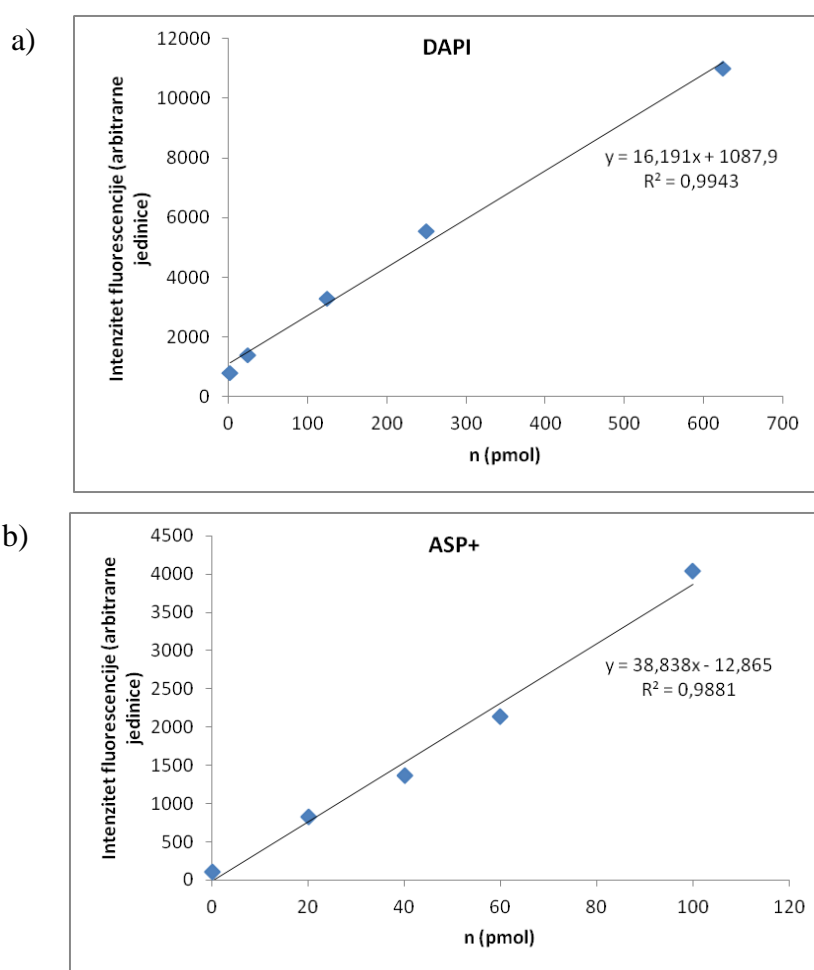 a)
DAPI
Intenzitet fluorescencije (arbitrarne
jedinice)
12000
10000
8000
6000
4000
2000
0
y = 16,191x + 1087,9
R² = 0,9943
0 100 200 300 400 500 600 700
n (pmol)
b)
ASP+
Intenzitet fluorescencije (arbitrarne
jedinice)
4500
4000
3500
3000
2500
2000
1500
1000
500
0
y = 38,838x - 12,865
R² = 0,9881
0 20 40 60 80 100 120
n (pmol)